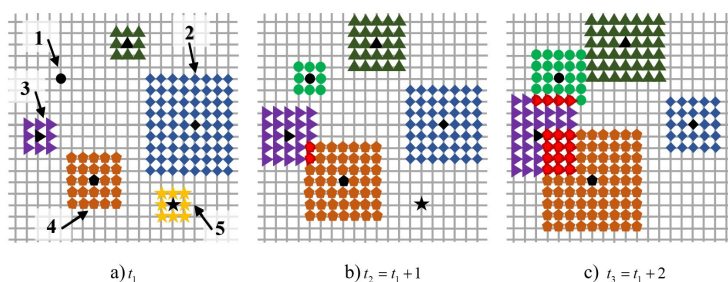 1
2
3
4
5
a) t₁
b) t₂ = t₁ +1
c) t₃ = t₁ + 2